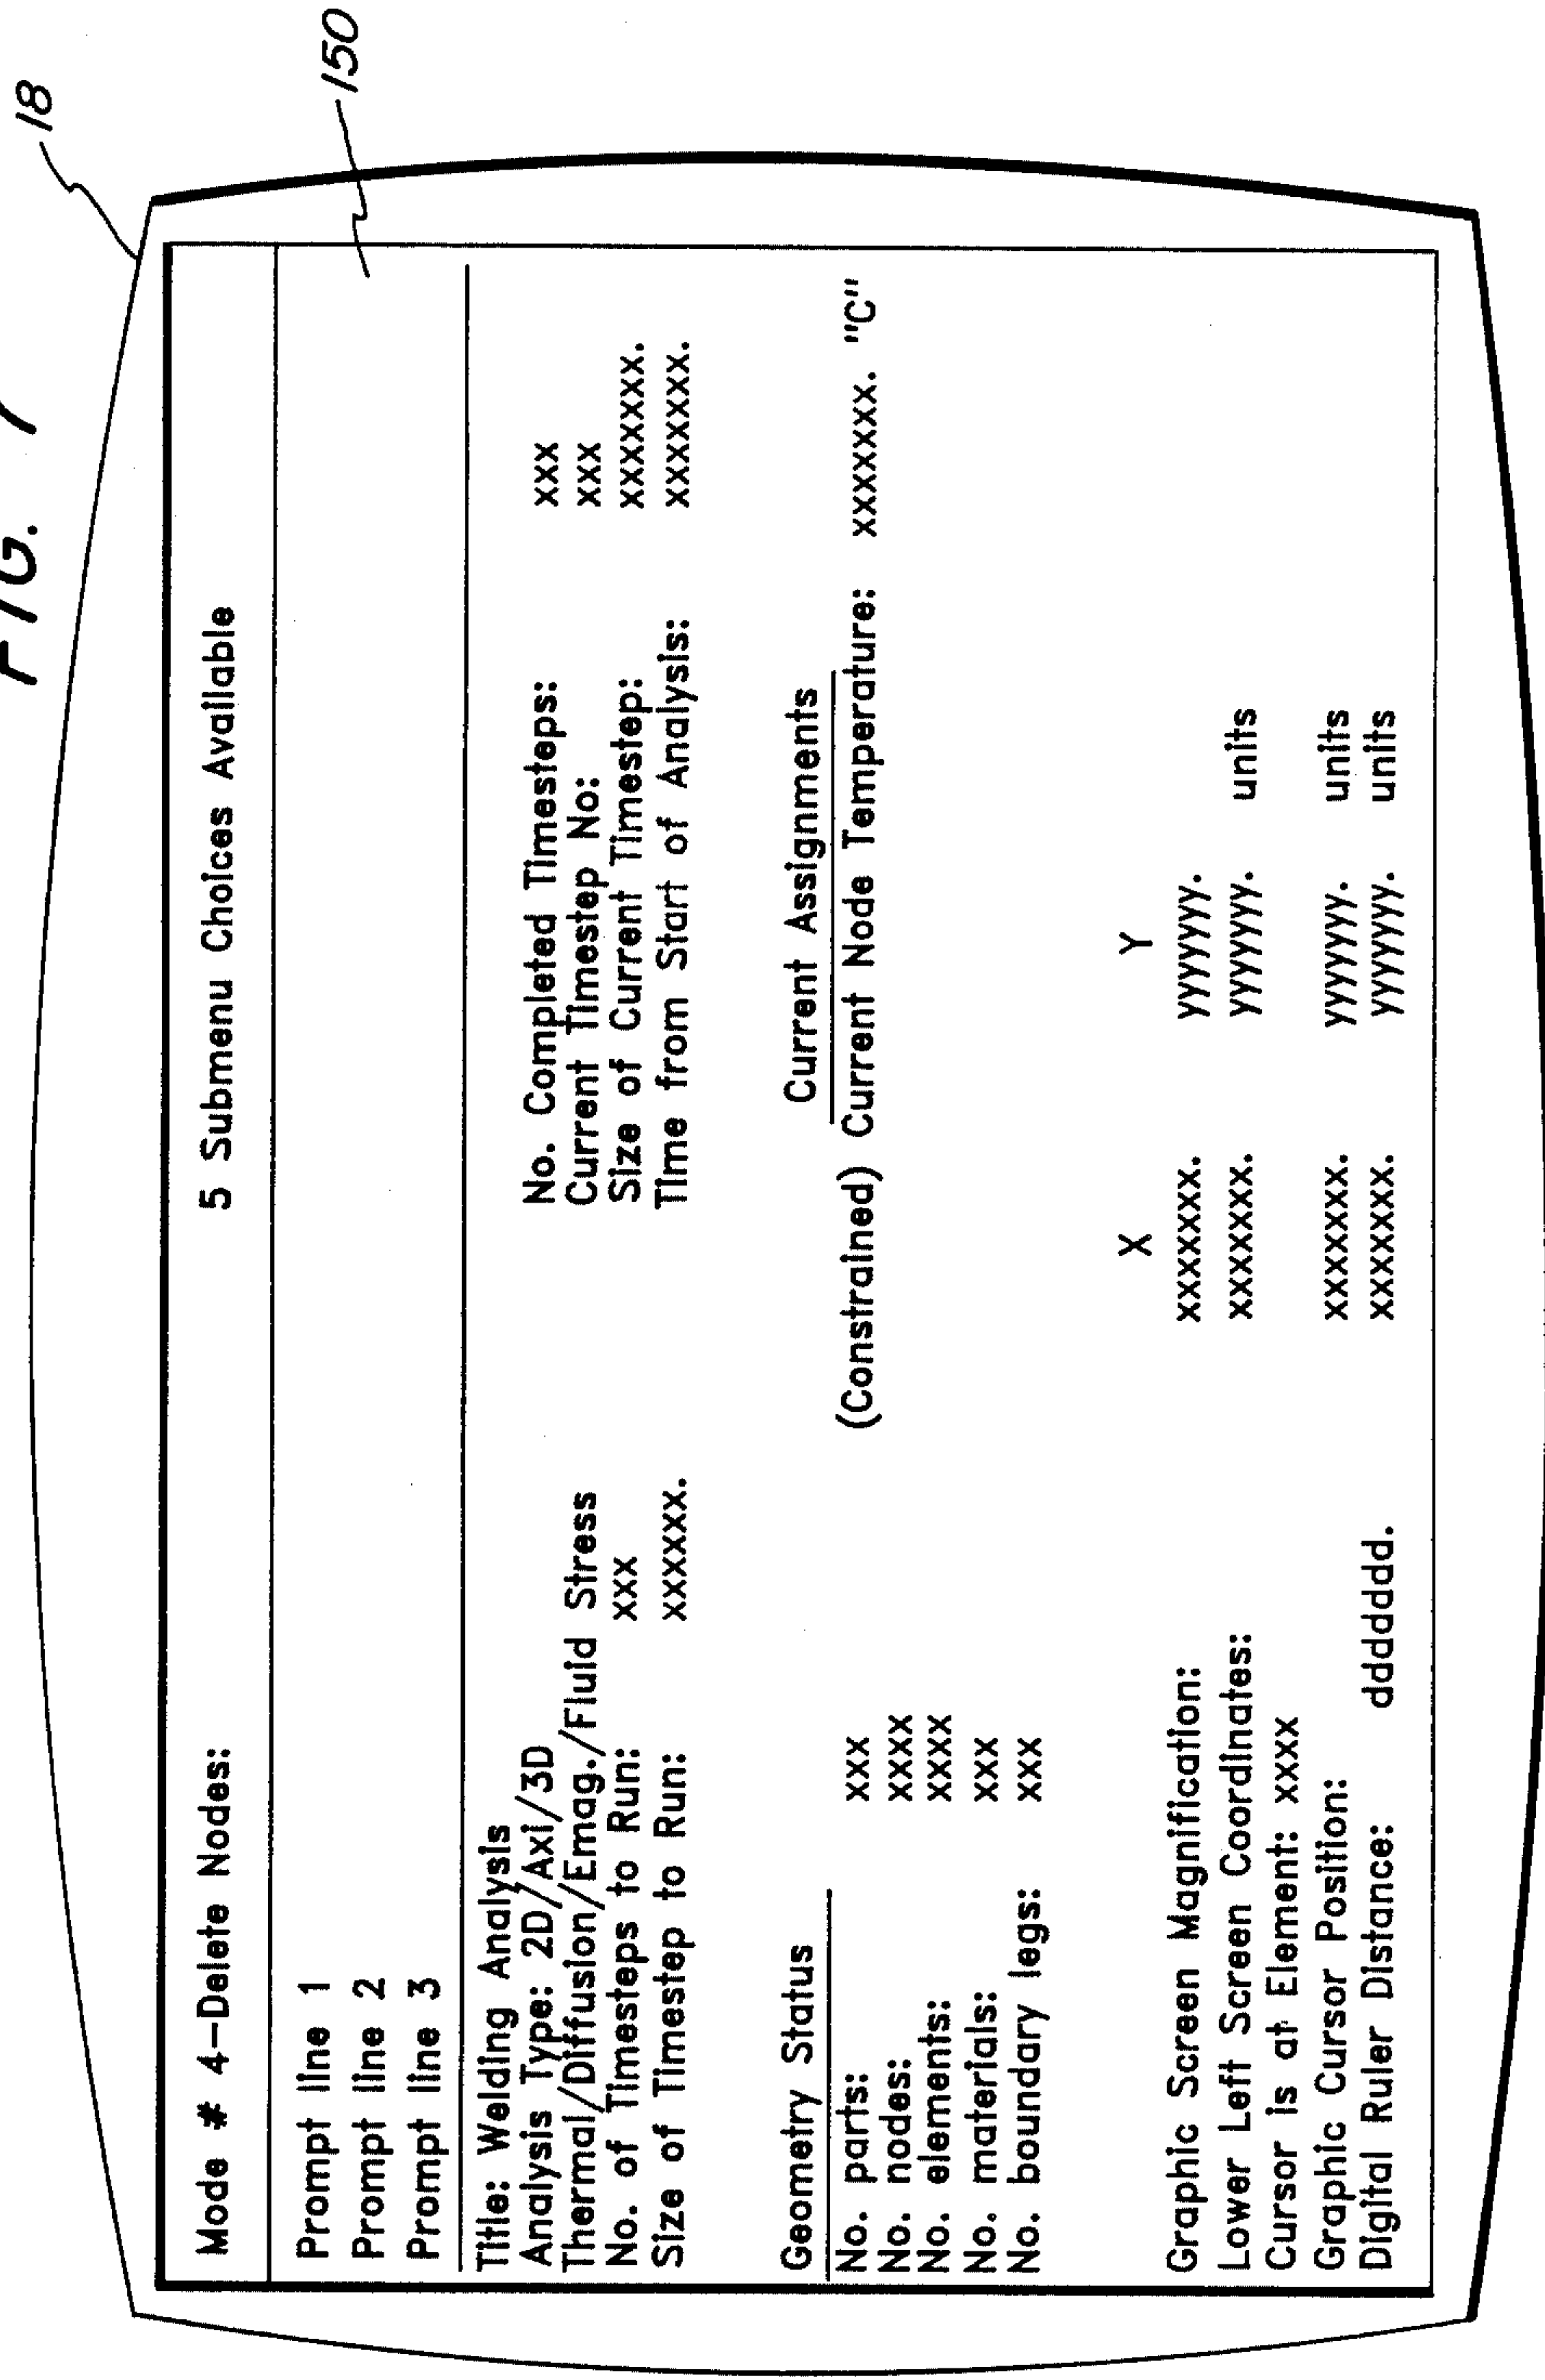 FIG. 7
18
150
Mode # 4-Delete Nodes: 5 Submenu Choices Available
Prompt line 1
Prompt line 2
Prompt line 3
Title: Welding Analysis
Analysis Type: 2D/Axi/3D No. Completed Timesteps: xxx
Thermal/Diffusion/Emag./Fluid Stress Current Timestep No: xxx
No. of Timesteps to Run: xxx Size of Current Timestep: xxxxxxx.
Size of Timestep to Run: xxxxxx. Time from Start of Analysis: xxxxxxx.
Geometry Status Current Assignments
No. parts: xxx (Constrained) Current Node Temperature: xxxxxxx. "C"
No. nodes: xxxx
No. elements: xxxx
No. materials: xxx
No. boundary legs: xxx
X Y
Graphic Screen Magnification: xxxxxxx. yyyyyyy.
Lower Left Screen Coordinates: xxxxxxx. yyyyyyy. units
Cursor is at Element: xxxx
Graphic Cursor Position: xxxxxxx. yyyyyyy. units
Digital Ruler Distance: ddddddd. xxxxxxx. yyyyyyy. units